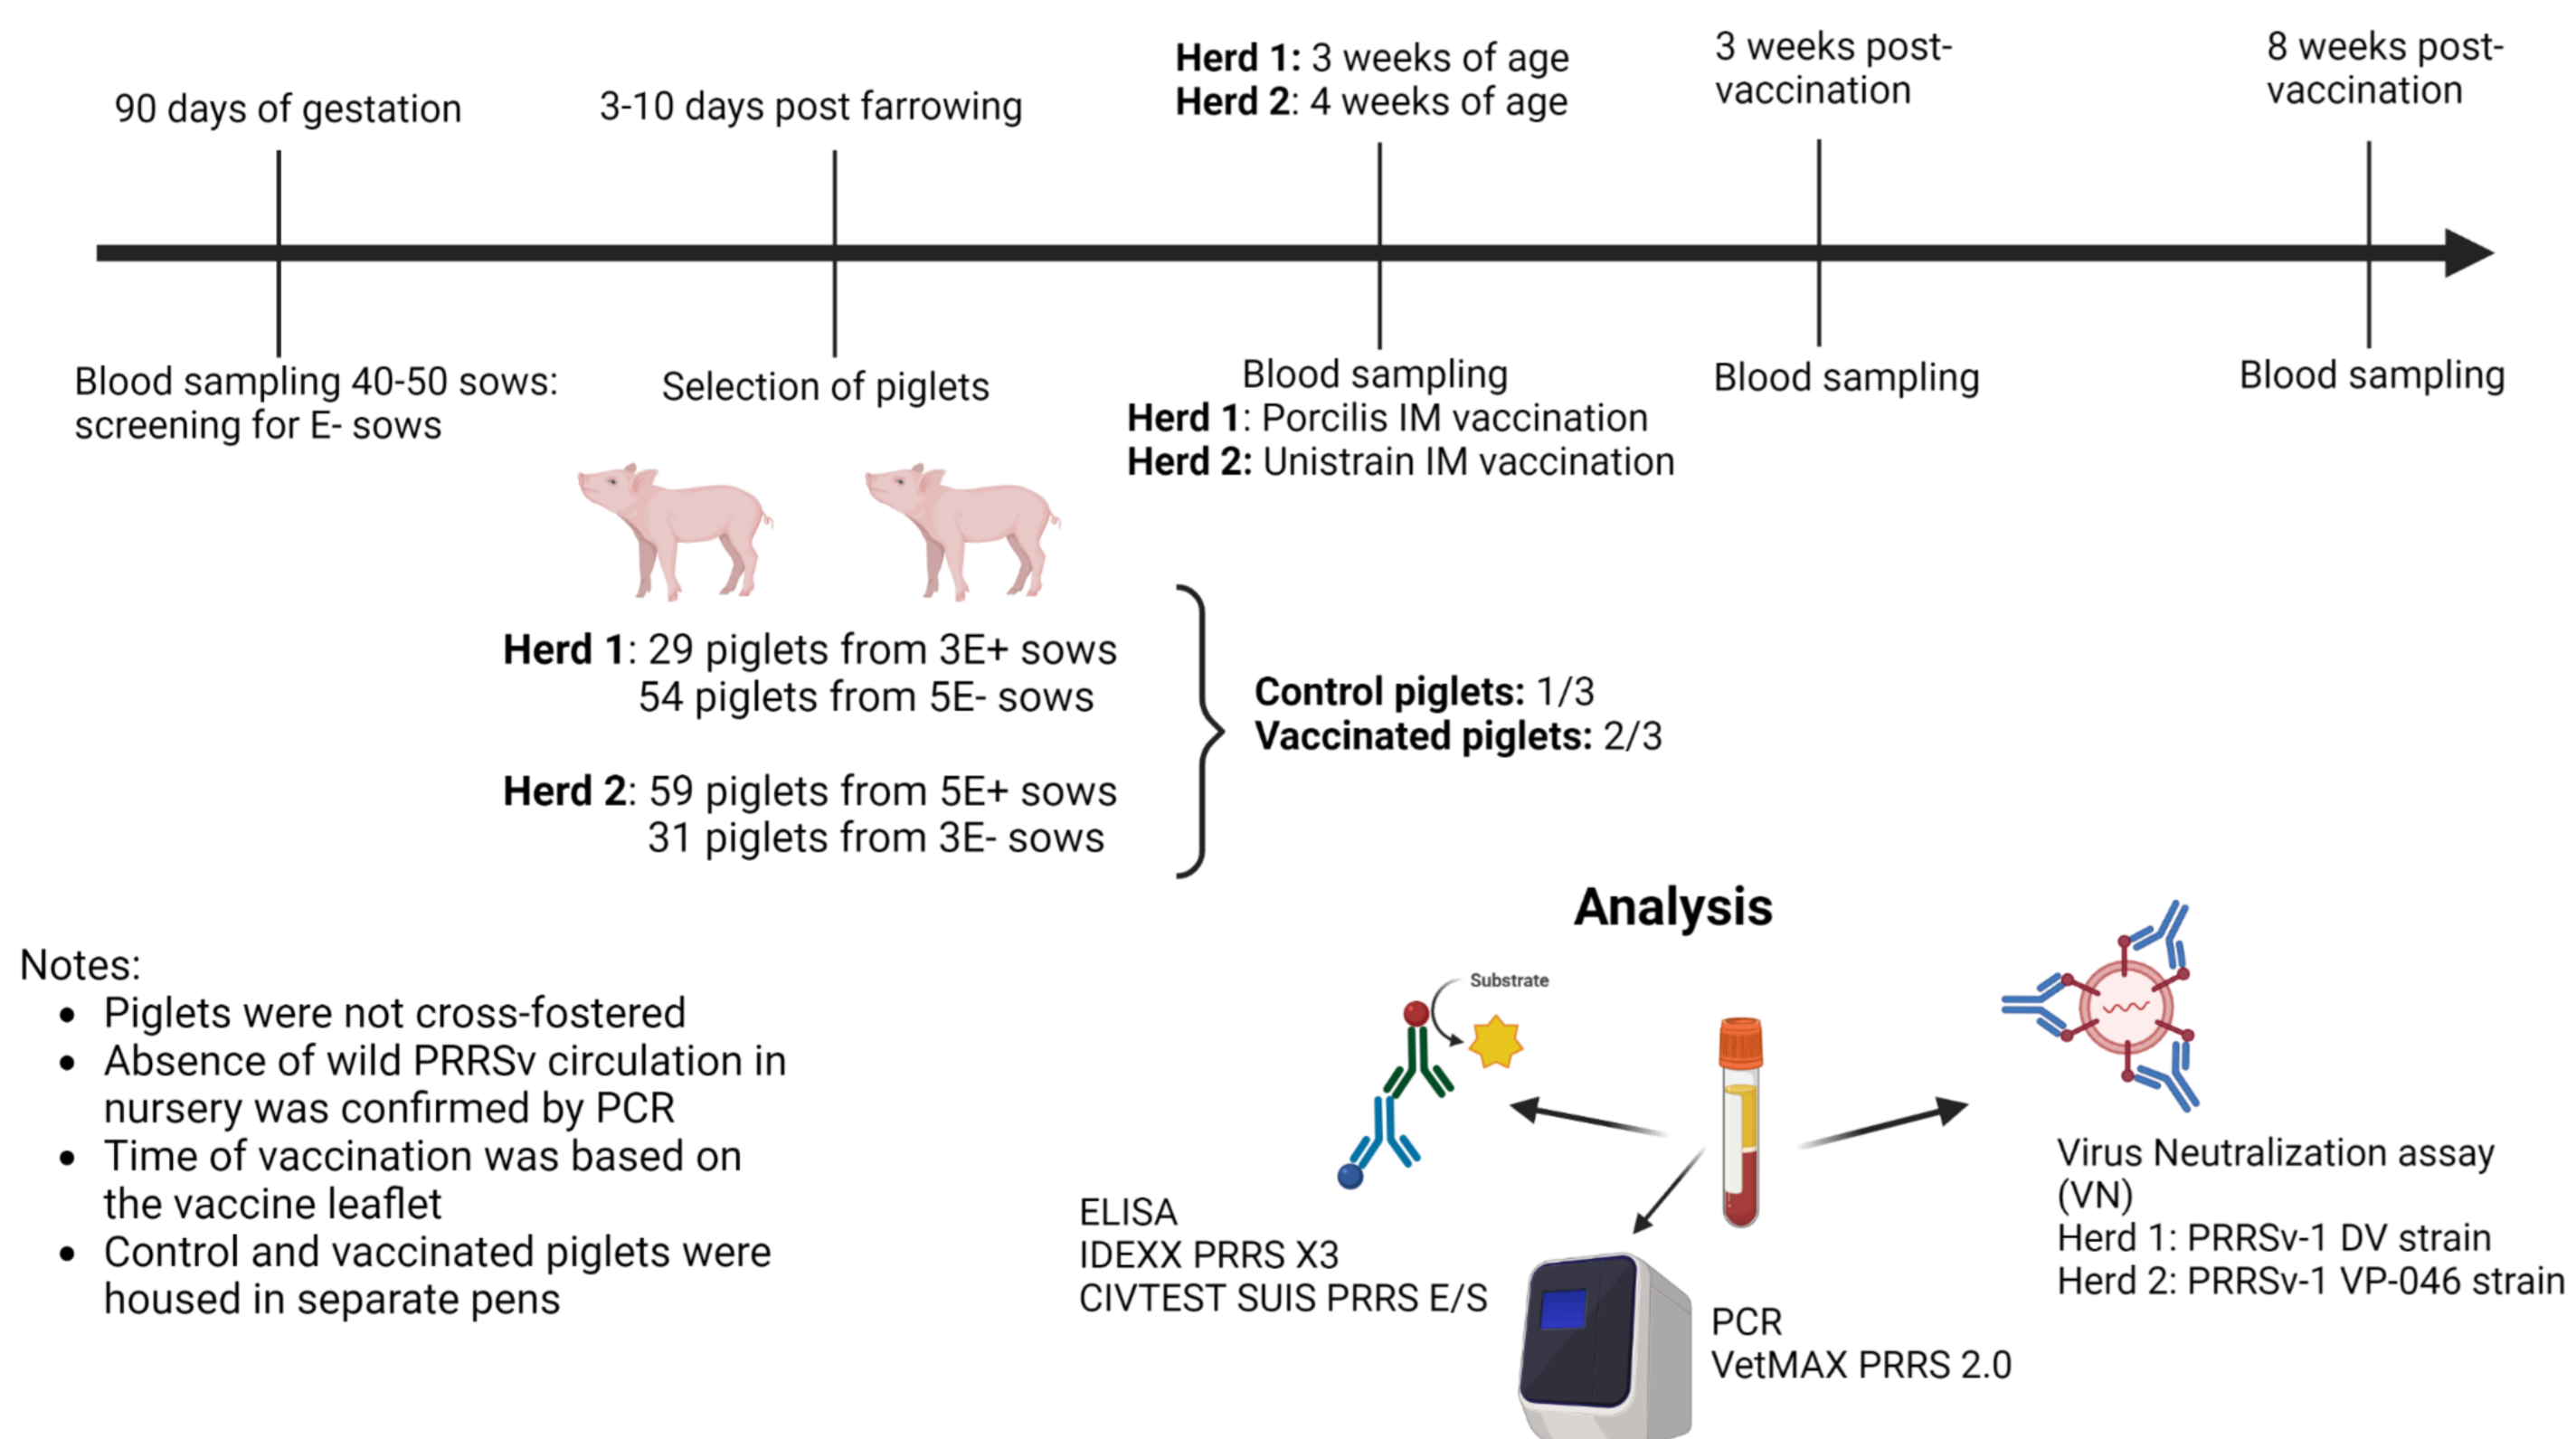 90 days of gestation
3-10 days post farrowing
Herd 1: 3 weeks of age
Herd 2: 4 weeks of age
3 weeks post-
vaccination
8 weeks post-
vaccination
Blood sampling 40-50 sows:
screening for E- sows
Selection of piglets
Blood sampling
Herd 1: Porcilis IM vaccination
Herd 2: Unistrain IM vaccination
Blood sampling
Blood sampling
Herd 1: 29 piglets from 3E+ sows
54 piglets from 5E- sows
Herd 2: 59 piglets from 5E+ sows
31 piglets from 3E- sows
Control piglets: 1/3
Vaccinated piglets: 2/3
Notes:
• Piglets were not cross-fostered
• Absence of wild PRRSv circulation in
nursery was confirmed by PCR
• Time of vaccination was based on
the vaccine leaflet
• Control and vaccinated piglets were
housed in separate pens
Analysis
Substrate
ELISA
IDEXX PRRS X3
CIVTEST SUIS PRRS E/S
PCR
VetMAX PRRS 2.0
Virus Neutralization assay
(VN)
Herd 1: PRRSv-1 DV strain
Herd 2: PRRSv-1 VP-046 strain